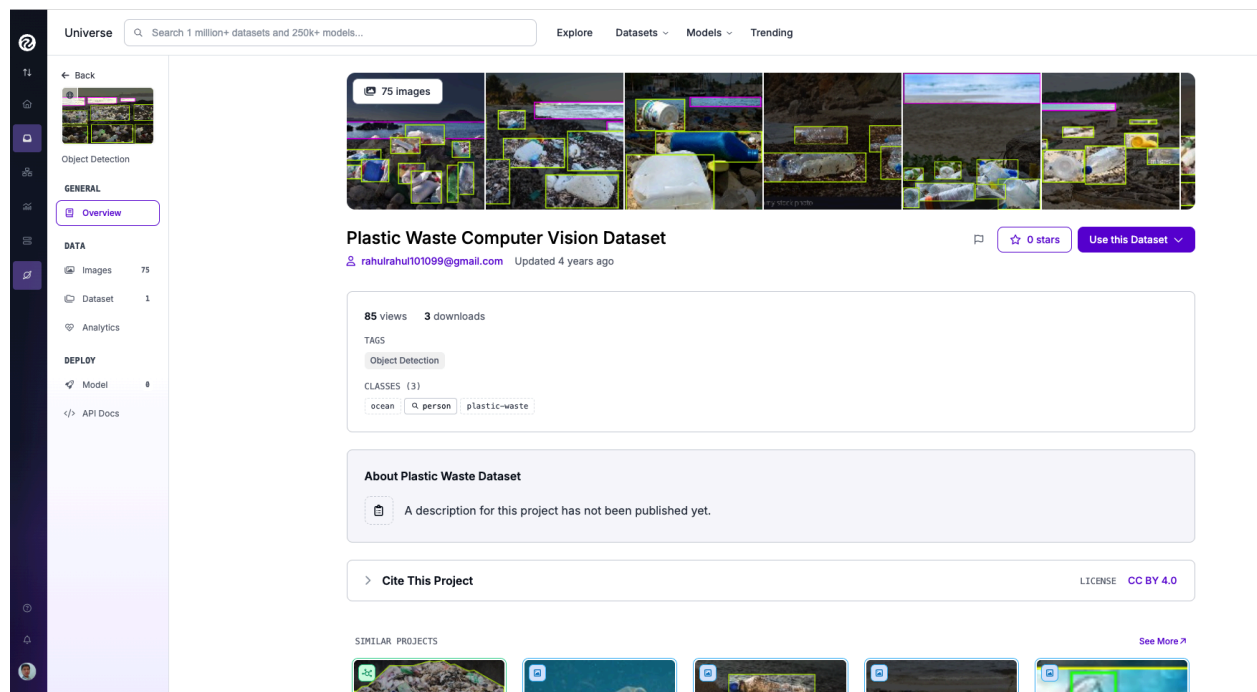 Universe
Search 1 million+ datasets and 250k+ models...
Explore
Datasets
Models
Trending
Back
Object Detection
GENERAL
Overview
DATA
Images 75
Dataset 1
Analytics
DEPLOY
Model 0
</> API Docs
75 images
Plastic Waste Computer Vision Dataset
0 stars
Use this Dataset
rahulrahul101099@gmail.com Updated 4 years ago
85 views 3 downloads
TAGS
Object Detection
CLASSES (3)
ocean person plastic-waste
About Plastic Waste Dataset
A description for this project has not been published yet.
Cite This Project
LICENSE CC BY 4.0
SIMILAR PROJECTS
See More